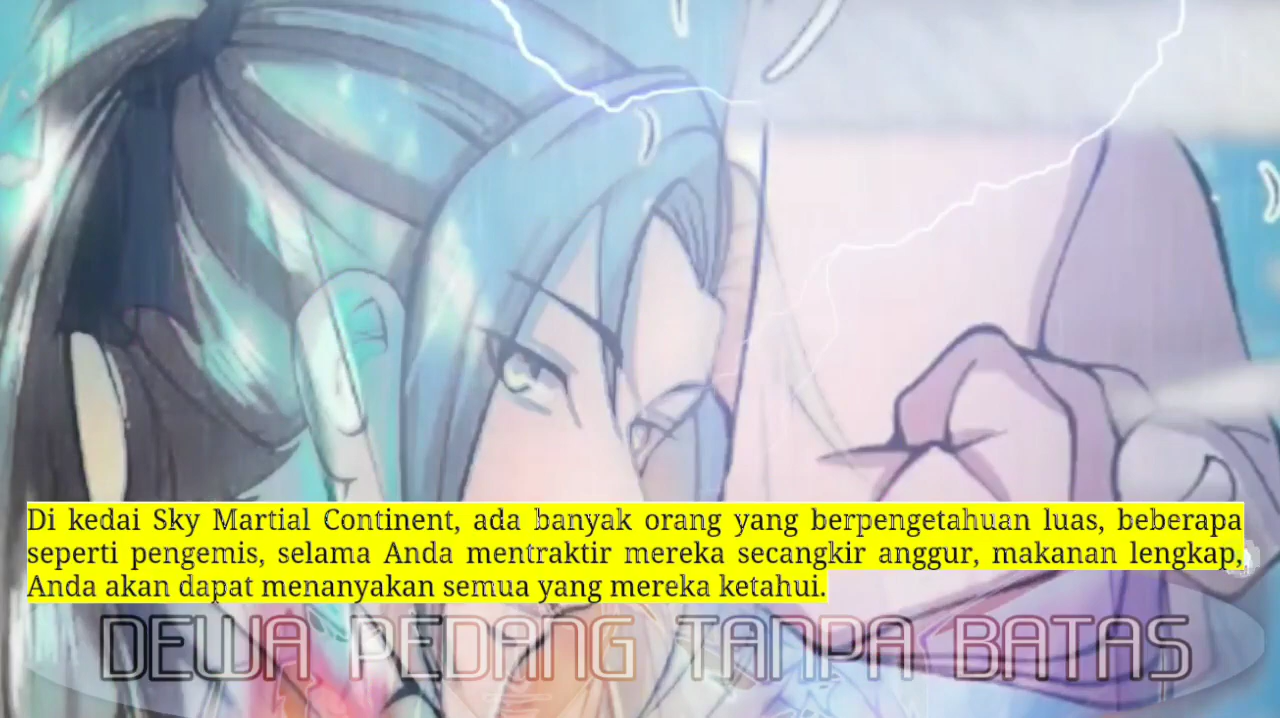 Di kedai Sky Martial Continent, ada banyak orang yang berpengetahuan luas, beberapa
seperti pengemis, selama Anda mentraktir mereka secangkir anggur, makanan lengkap,
Anda akan dapat menanyakan semua yang mereka ketahui.
DEWA PEDANG TANPA BATAS